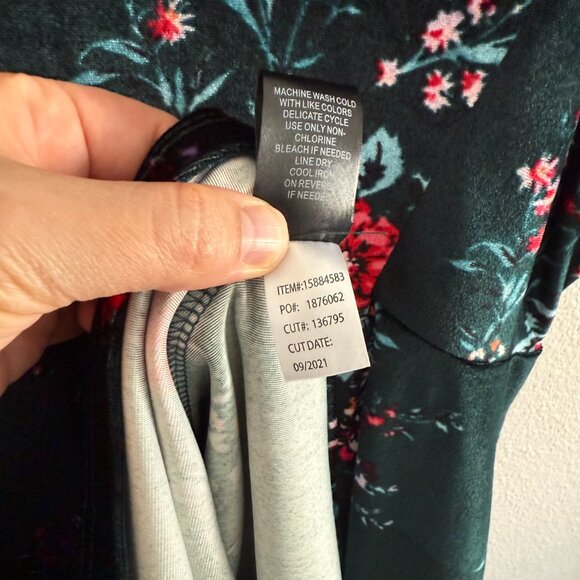 MACHINE WASH COLD
WITH LIKE COLORS
DELICATE CYCLE
USE ONLY NON-
CHLORINE
BLEACH IF NEEDED
LINE DRY
COOL IRON
ON REVERSE
IF NEEDED
ITEM#:15884583
PO#: 1876062
CUT#: 136795
CUT DATE:
09/2021